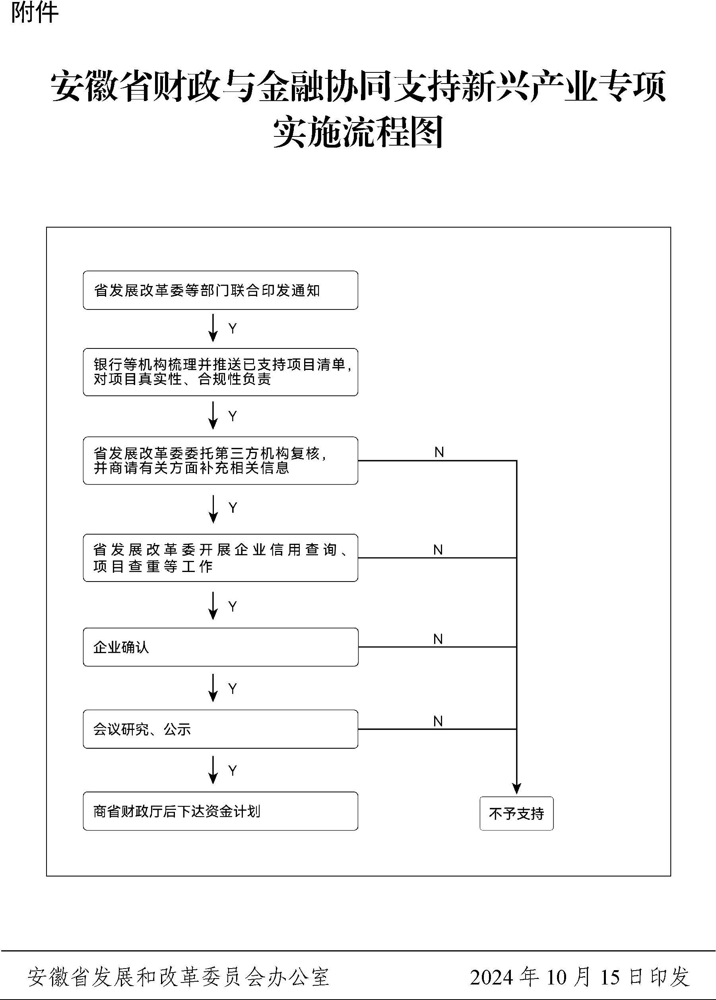 附件
安徽省财政与金融协同支持新兴产业专项
实施流程图
省发展改革委等部门联合印发通知
Y
银行等机构梳理并推送已支持项目清单,
对项目真实性、合规性负责
Y
省发展改革委委托第三方机构复核,
并商请有关方面补充相关信息
N
Y
省发展改革委开展企业信用查询、
项目查重等工作
N
Y
企业确认
N
Y
会议研究、公示
N
Y
商省财政厅后下达资金计划
不予支持
安徽省发展和改革委员会办公室
2024年10月15日印发